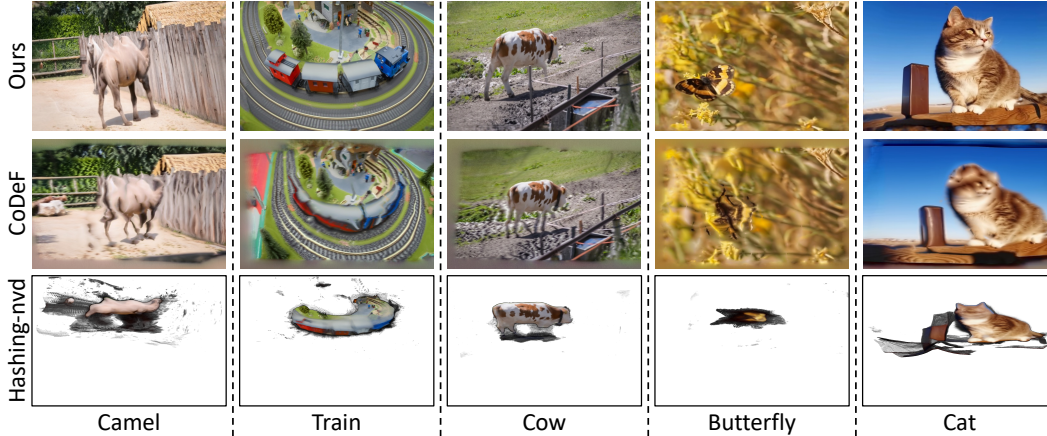 Ours
CoDeF
Hashing-nvd
Camel
Train
Cow
Butterfly
Cat